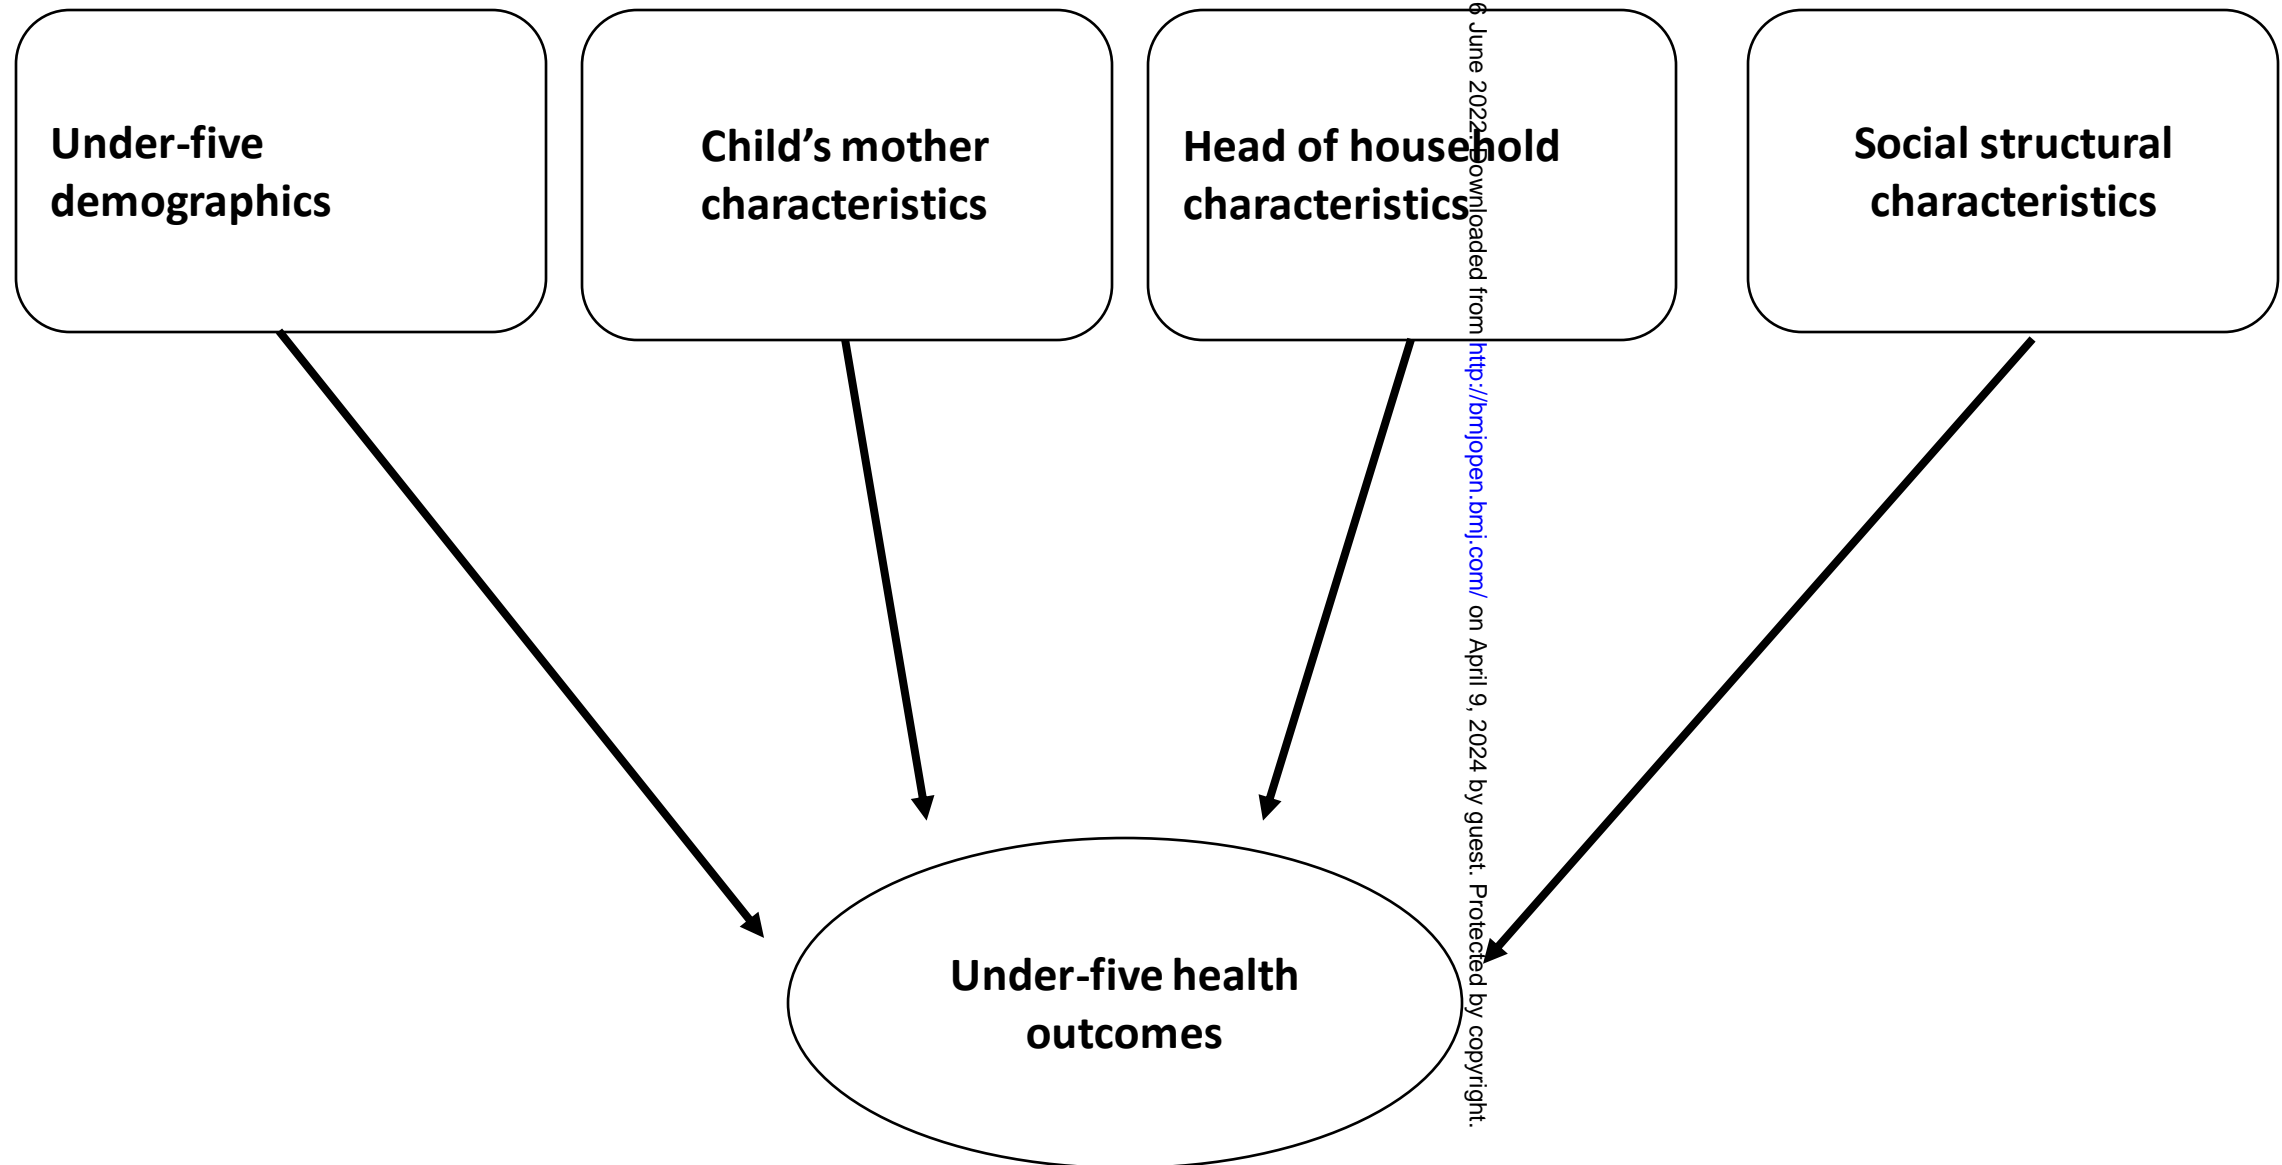 Under-five
demographics
Child’s mother
characteristics
Head of household
characteristics
Social structural
characteristics
Under-five health
outcomes
6 June 2022. Downloaded from http://bmjopen.bmj.com/ on April 9, 2024 by guest. Protected by copyright.